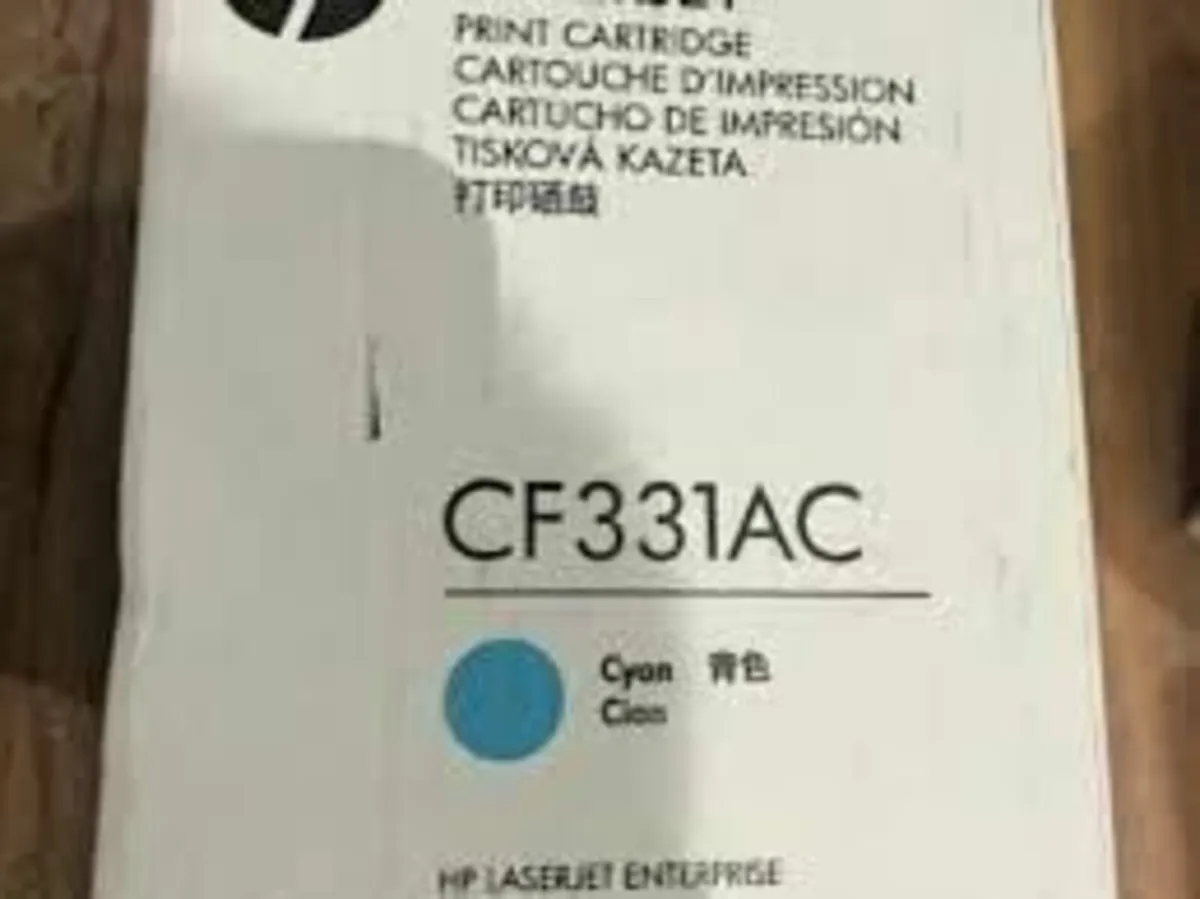 PRINT CARTRIDGE
CARTOUCHE D'IMPRESSION
CARTUCHO DE IMPRESIÓN
TISKOVÁ KAZETA
打印硒鼓
CF331AC
Cyan 青色
Cian
HP LASERJET ENTERPRISE